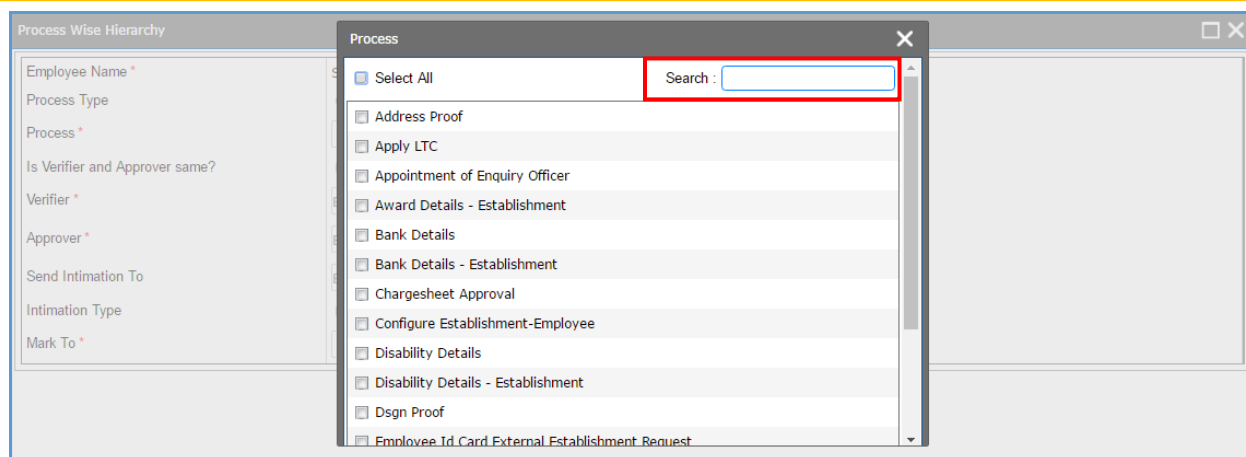 Process Wise Hierarchy
Process
Employee Name *
Process Type
Process *
Is Verifier and Approver same?
Verifier *
Approver *
Send Intimation To
Intimation Type
Mark To *
Select All
Search :
Address Proof
Apply LTC
Appointment of Enquiry Officer
Award Details - Establishment
Bank Details
Bank Details - Establishment
Chargesheet Approval
Configure Establishment-Employee
Disability Details
Disability Details - Establishment
Dsgn Proof
Employee Id Card External Establishment Request